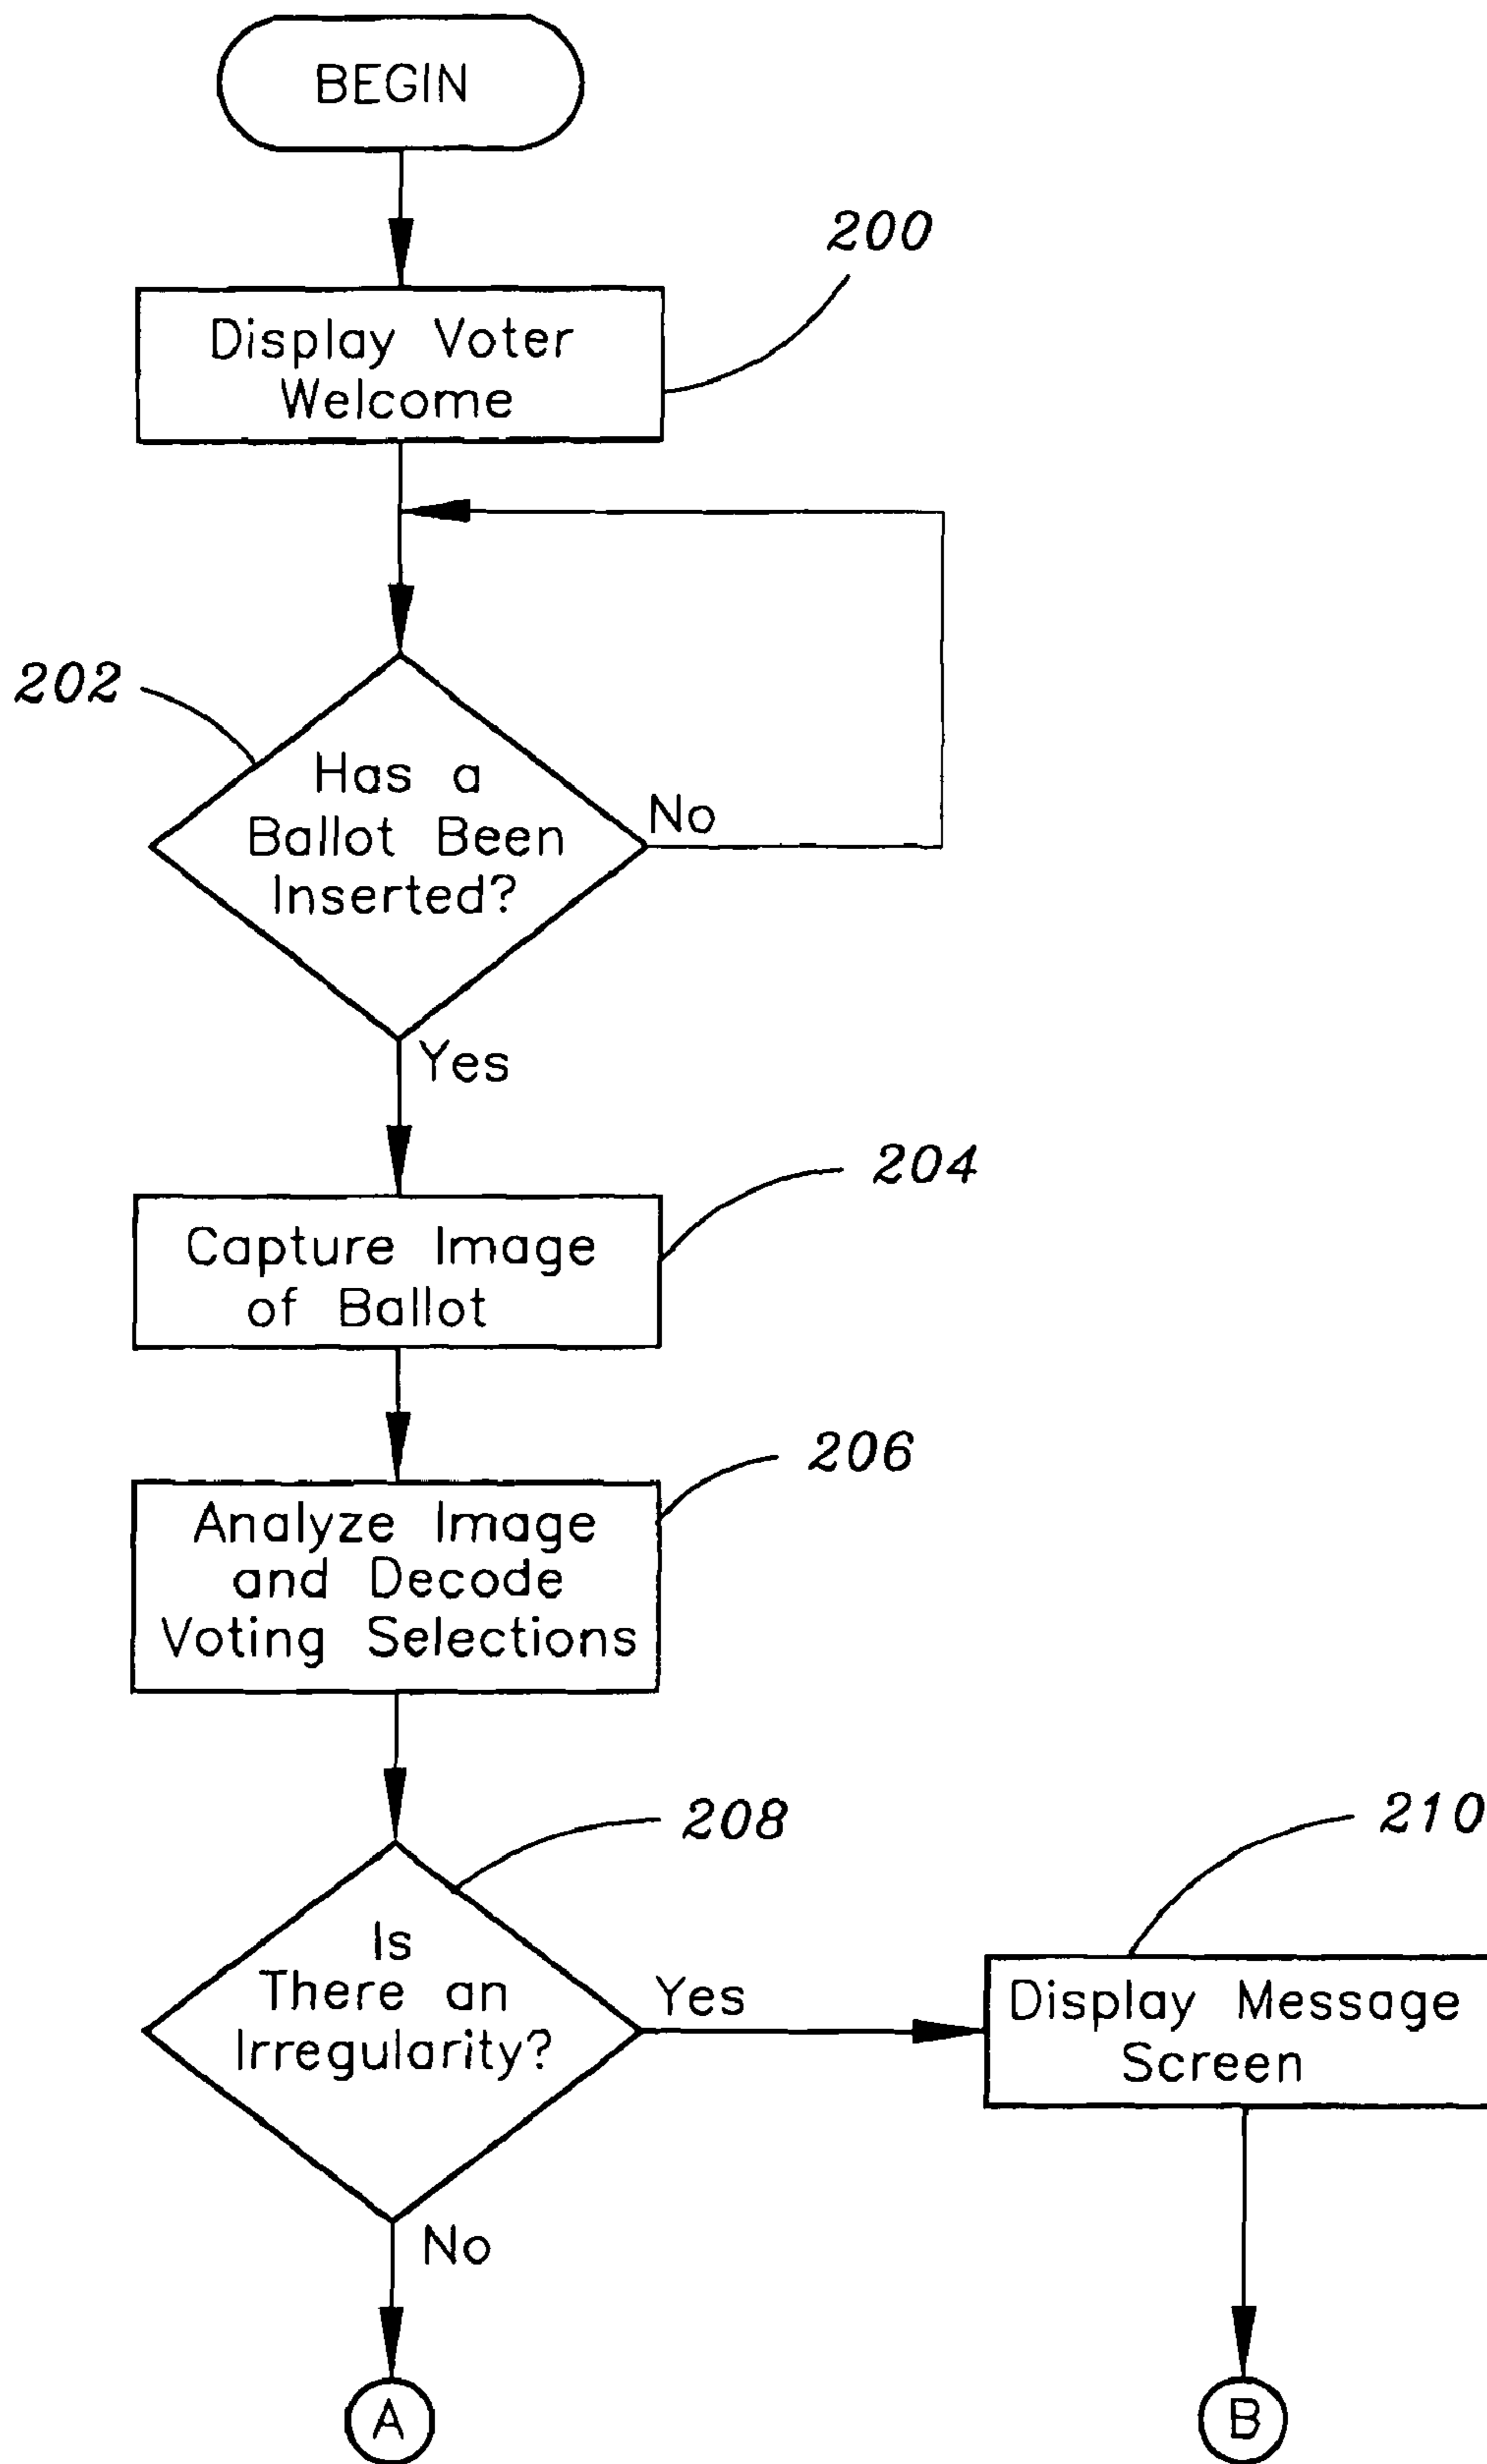 BEGIN
200
Display Voter
Welcome
202
Has a
Ballot Been
Inserted?
No
Yes
204
Capture Image
of Ballot
206
Analyze Image
and Decode
Voting Selections
208
210
Is
There an
Irregularity?
Yes
Display Message
Screen
No
A
B